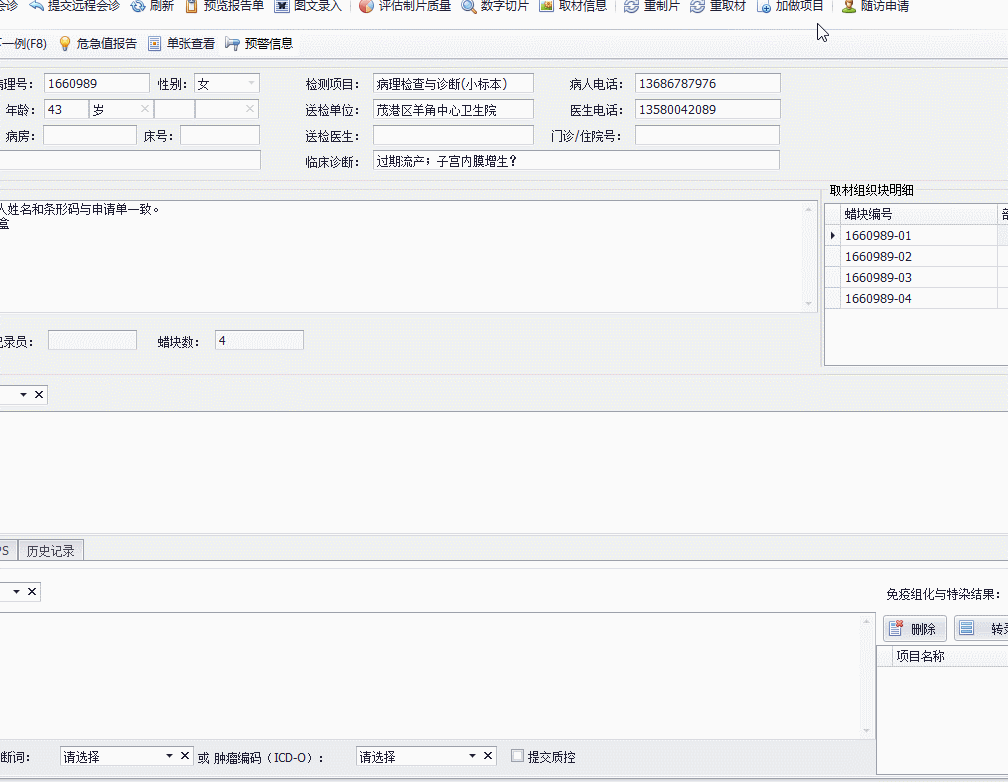 会诊 提交远程会诊 刷新 预览报告单 图文录入 评估制片质量 数字切片 取材信息 重制片 重取材 加做项目 随访申请
下一例(F8) 危急值报告 单张查看 预警信息
病理号: 1660989 性别: 女 检测项目: 病理检查与诊断(小标本) 病人电话: 13686787976
年龄: 43 岁 送检单位: 茂港区羊角中心卫生院 医生电话: 13580042089
病房: 床号: 送检医生: 门诊/住院号:
临床诊断: 过期流产；子宫内膜增生?
取材组织块明细
人姓名和条形码与申请单一致。
盒
蜡块编号
1660989-01
1660989-02
1660989-03
1660989-04
记录员: 蜡块数: 4
PS 历史记录
免疫组化与特染结果:
删除 转录
项目名称
断词: 请选择 或 肿瘤编码（ICD-O）: 请选择 提交质控